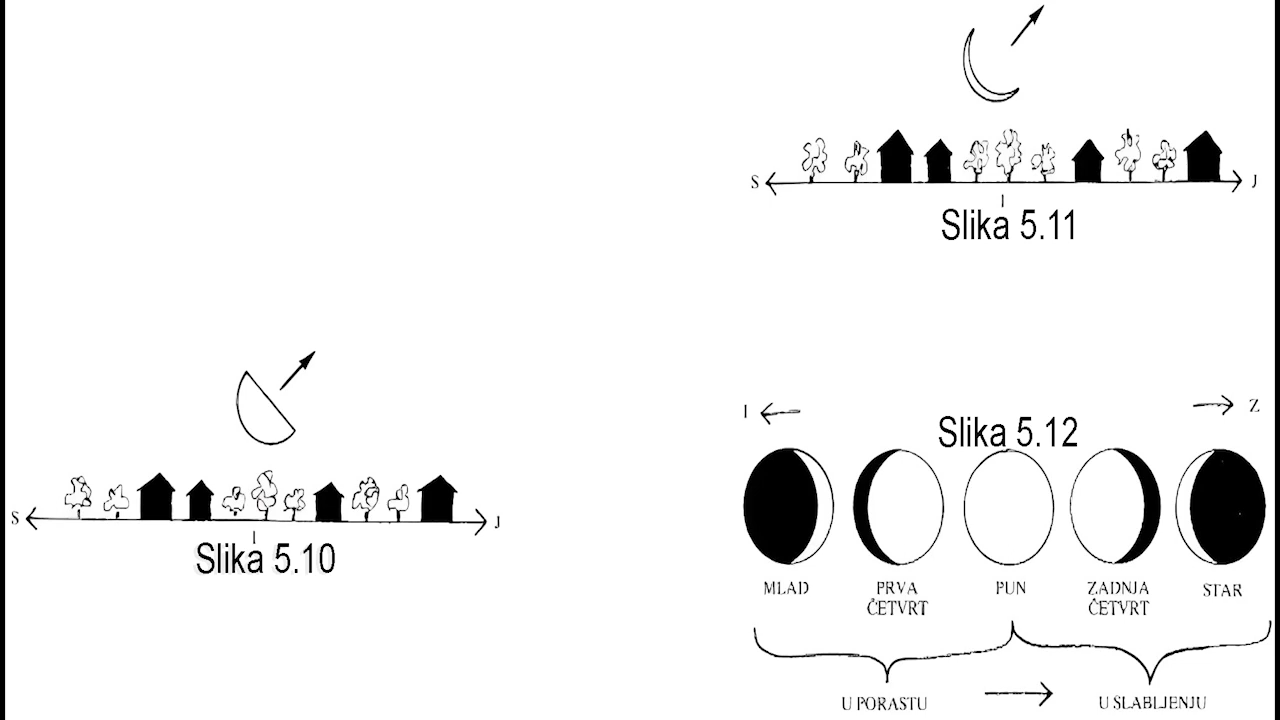 S
J
I
Slika 5.11
S
J
I
Slika 5.10
I
Z
Slika 5.12
MLAD
PRVA
ČETVRT
PUN
ZADNJA
ČETVRT
STAR
U PORASTU
U SLABLJENJU